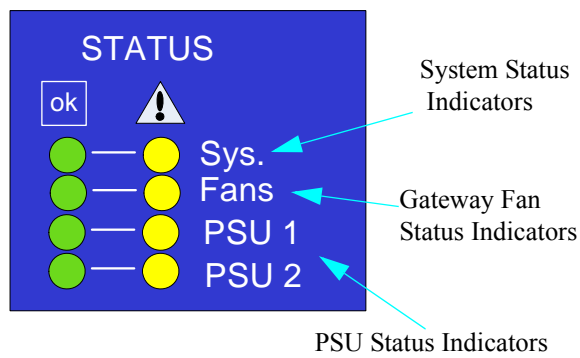 STATUS
ok
!
Sys.
Fans
PSU 1
PSU 2
System Status
Indicators
Gateway Fan
Status Indicators
PSU Status Indicators